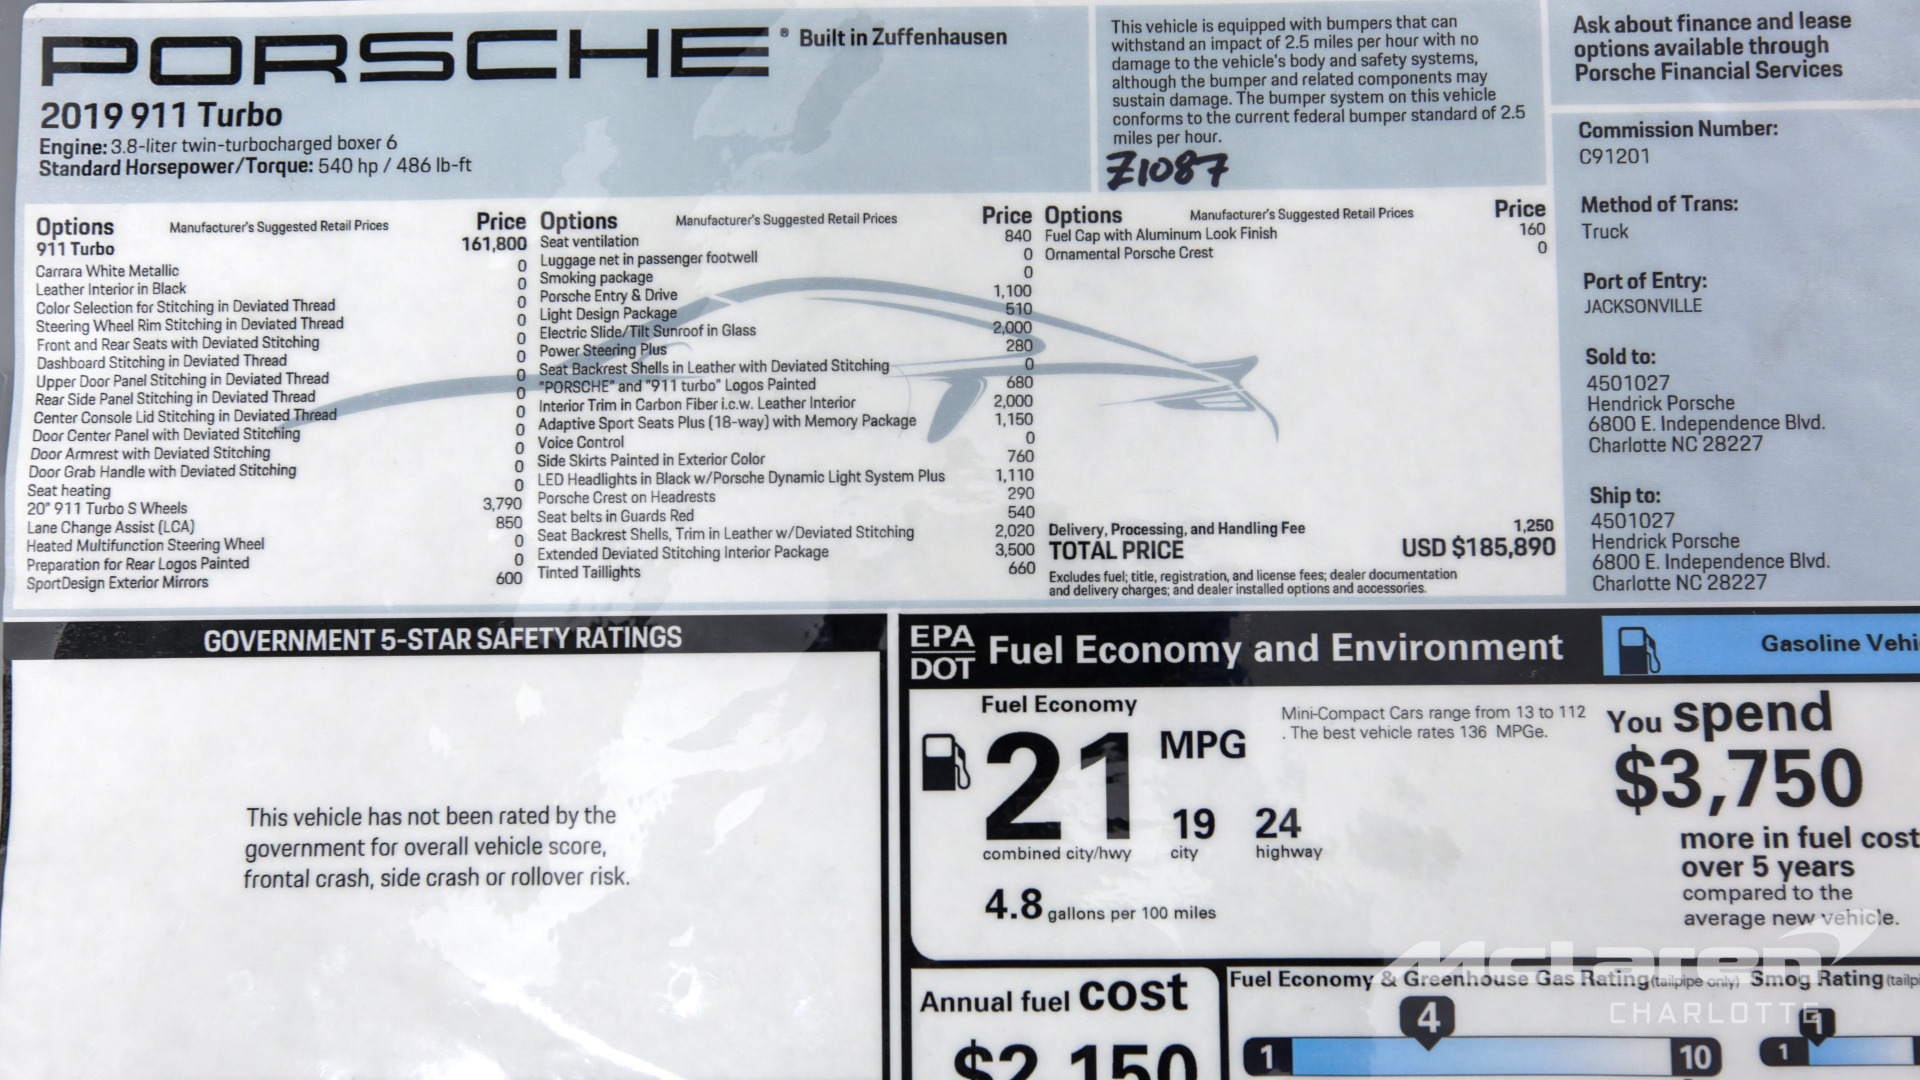 PORSCHE® Built in Zuffenhausen
2019 911 Turbo
Engine: 3.8-liter twin-turbocharged boxer 6
Standard Horsepower/Torque: 540 hp / 486 lb-ft
This vehicle is equipped with bumpers that can
withstand an impact of 2.5 miles per hour with no
damage to the vehicle's body and safety systems,
although the bumper and related components may
sustain damage. The bumper system on this vehicle
conforms to the current federal bumper standard of 2.5
miles per hour.
Z1087
Ask about finance and lease
options available through
Porsche Financial Services
Commission Number:
C91201
Method of Trans:
Truck
Port of Entry:
JACKSONVILLE
Sold to:
4501027
Hendrick Porsche
6800 E. Independence Blvd.
Charlotte NC 28227
Ship to:
4501027
Hendrick Porsche
6800 E. Independence Blvd.
Charlotte NC 28227
Options Manufacturer's Suggested Retail Prices Price
911 Turbo 161,800
Carrara White Metallic 0
Leather Interior in Black 0
Color Selection for Stitching in Deviated Thread 0
Steering Wheel Rim Stitching in Deviated Thread 0
Front and Rear Seats with Deviated Stitching 0
Dashboard Stitching in Deviated Thread 0
Upper Door Panel Stitching in Deviated Thread 0
Rear Side Panel Stitching in Deviated Thread 0
Center Console Lid Stitching in Deviated Thread 0
Door Center Panel with Deviated Stitching 0
Door Armrest with Deviated Stitching 0
Door Grab Handle with Deviated Stitching 0
Seat heating 0
20" 911 Turbo S Wheels 3,790
Lane Change Assist (LCA) 850
Heated Multifunction Steering Wheel 0
Preparation for Rear Logos Painted 0
SportDesign Exterior Mirrors 600
Options Manufacturer's Suggested Retail Prices Price
Seat ventilation 840
Luggage net in passenger footwell 0
Smoking package 0
Porsche Entry & Drive 1,100
Light Design Package 510
Electric Slide/Tilt Sunroof in Glass 2,000
Power Steering Plus 280
Seat Backrest Shells in Leather with Deviated Stitching 0
"PORSCHE" and "911 turbo" Logos Painted 680
Interior Trim in Carbon Fiber i.c.w. Leather Interior 2,000
Adaptive Sport Seats Plus (18-way) with Memory Package 1,150
Voice Control 0
Side Skirts Painted in Exterior Color 760
LED Headlights in Black w/Porsche Dynamic Light System Plus 1,110
Porsche Crest on Headrests 290
Seat belts in Guards Red 540
Seat Backrest Shells, Trim in Leather w/Deviated Stitching 2,020
Extended Deviated Stitching Interior Package 3,500
Tinted Taillights 660
Options Manufacturer's Suggested Retail Prices Price
Fuel Cap with Aluminum Look Finish 160
Ornamental Porsche Crest 0
Delivery, Processing, and Handling Fee 1,250
TOTAL PRICE USD $185,890
Excludes fuel; title, registration, and license fees; dealer documentation
and delivery charges; and dealer installed options and accessories.
GOVERNMENT 5-STAR SAFETY RATINGS
This vehicle has not been rated by the
government for overall vehicle score,
frontal crash, side crash or rollover risk.
EPA
DOT
Fuel Economy and Environment
Gasoline Vehi
Fuel Economy
21 MPG
combined city/hwy
19
city
24
highway
4.8 gallons per 100 miles
Mini-Compact Cars range from 13 to 112
. The best vehicle rates 136 MPGe.
You spend
$3,750
more in fuel cost
over 5 years
compared to the
average new vehicle.
Annual fuel cost
$2,150
Fuel Economy & Greenhouse Gas Rating (tailpipe only)
4
1 10
Smog Rating (tailp
1
1
McLaren
CHARLOTTE